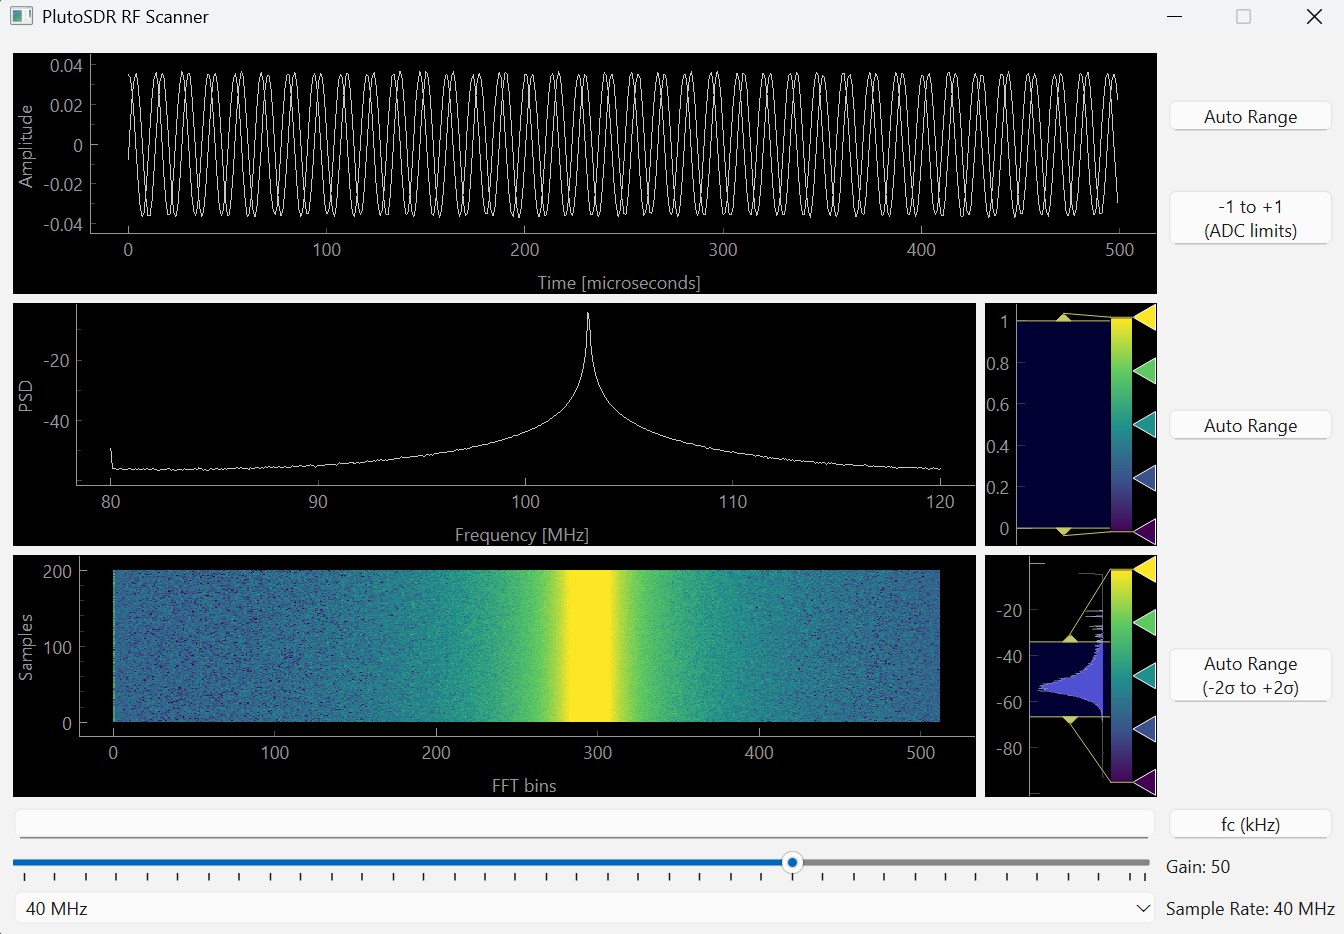 PlutoSDR RF Scanner
0.04
0.02
0
-0.02
-0.04
Amplitude
0 100 200 300 400 500
Time [microseconds]
Auto Range
-1 to +1
(ADC limits)
-20
-40
PSD
80 90 100 110 120
Frequency [MHz]
1
0.8
0.6
0.4
0.2
0
Auto Range
200
100
0
Samples
0 100 200 300 400 500
FFT bins
-20
-40
-60
-80
Auto Range
(-2σ to +2σ)
fc (kHz)
Gain: 50
40 MHz
Sample Rate: 40 MHz